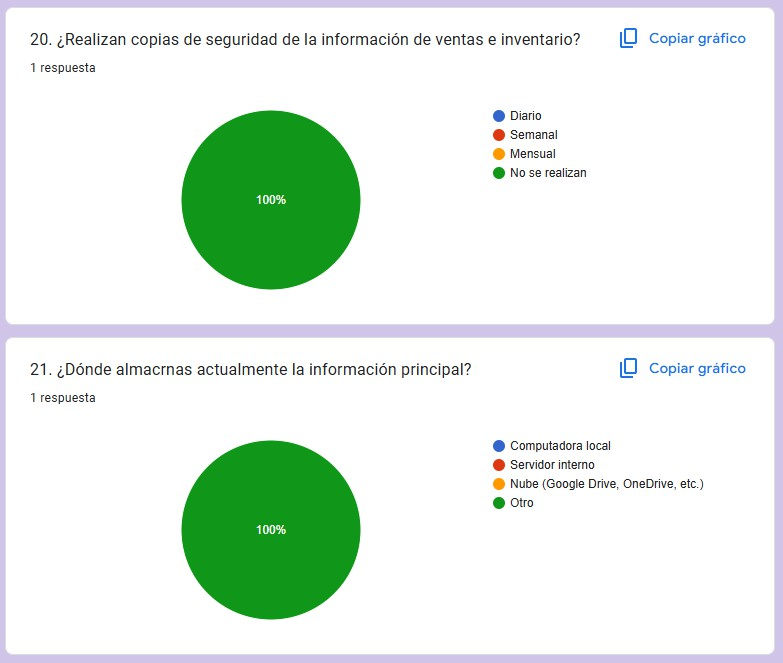 20. ¿Realizan copias de seguridad de la información de ventas e inventario?
Copiar gráfico
1 respuesta
Diario
Semanal
Mensual
No se realizan
100%
21. ¿Dónde almacrnas actualmente la información principal?
Copiar gráfico
1 respuesta
Computadora local
Servidor interno
Nube (Google Drive, OneDrive, etc.)
Otro
100%